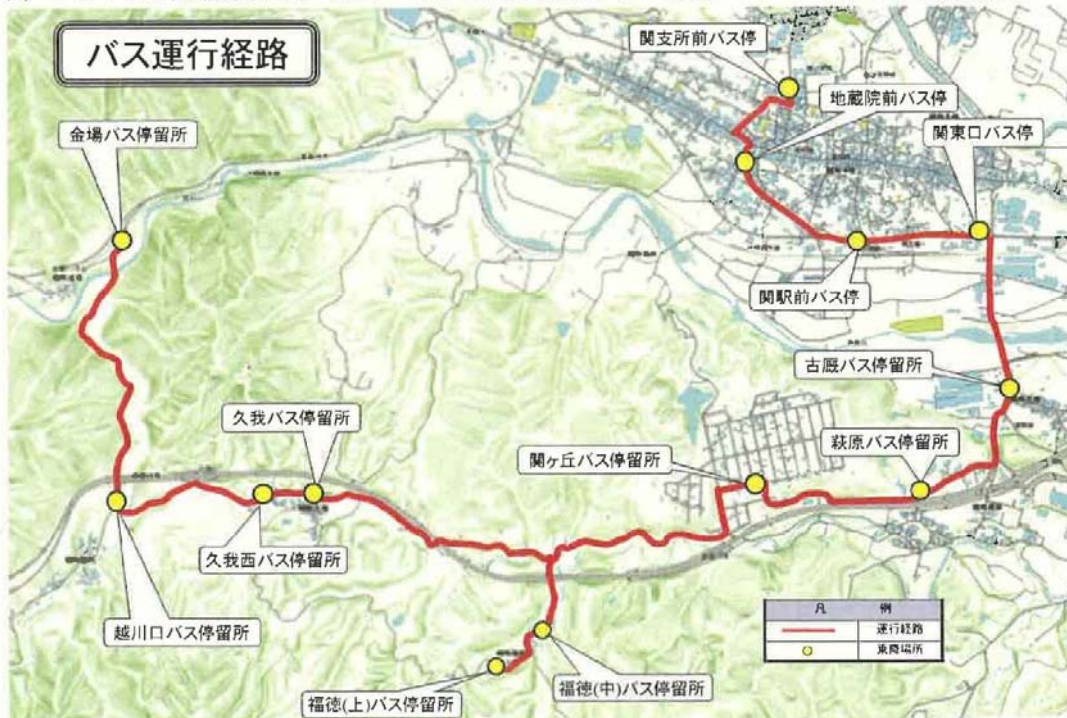 バス運行経路
関支所前バス停
地蔵院前バス停
関東口バス停
金場バス停留所
関駅前バス停
古厩バス停留所
久我バス停留所
関ヶ丘バス停留所
萩原バス停留所
久我西バス停留所
越川口バス停留所
福徳(上)バス停留所
福徳(中)バス停留所
凡 例
運行経路
乗降場所